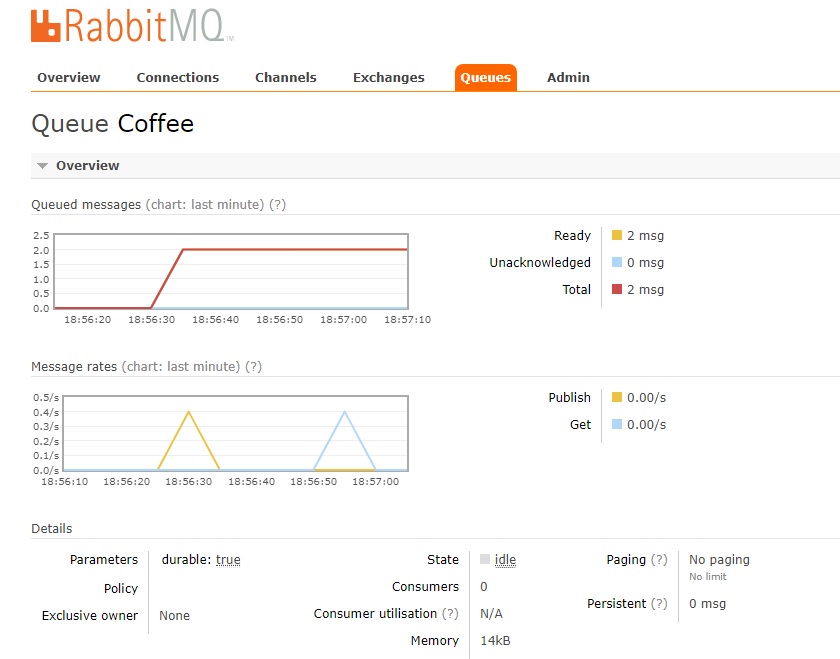 RabbitMQ TM
Overview Connections Channels Exchanges Queues Admin
Queue Coffee
Overview
Queued messages (chart: last minute) (?)
2.5
2.0
1.5
1.0
0.5
0.0
18:56:20 18:56:30 18:56:40 18:56:50 18:57:00 18:57:10
Ready 2 msg
Unacknowledged 0 msg
Total 2 msg
Message rates (chart: last minute) (?)
0.5/s
0.4/s
0.3/s
0.2/s
0.1/s
0.0/s
18:56:10 18:56:20 18:56:30 18:56:40 18:56:50 18:57:00
Publish 0.00/s
Get 0.00/s
Details
Parameters durable: true
Policy
Exclusive owner None
State idle
Consumers 0
Consumer utilisation (?) N/A
Memory 14kB
Paging (?) No paging
No limit
Persistent (?) 0 msg